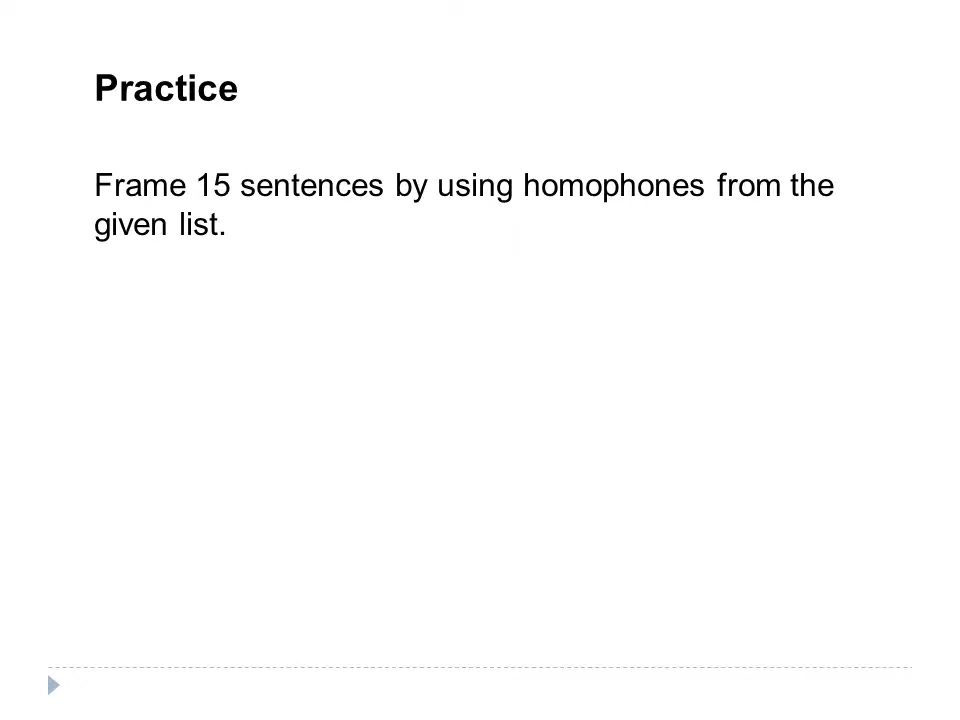 Practice
Frame 15 sentences by using homophones from the
given list.